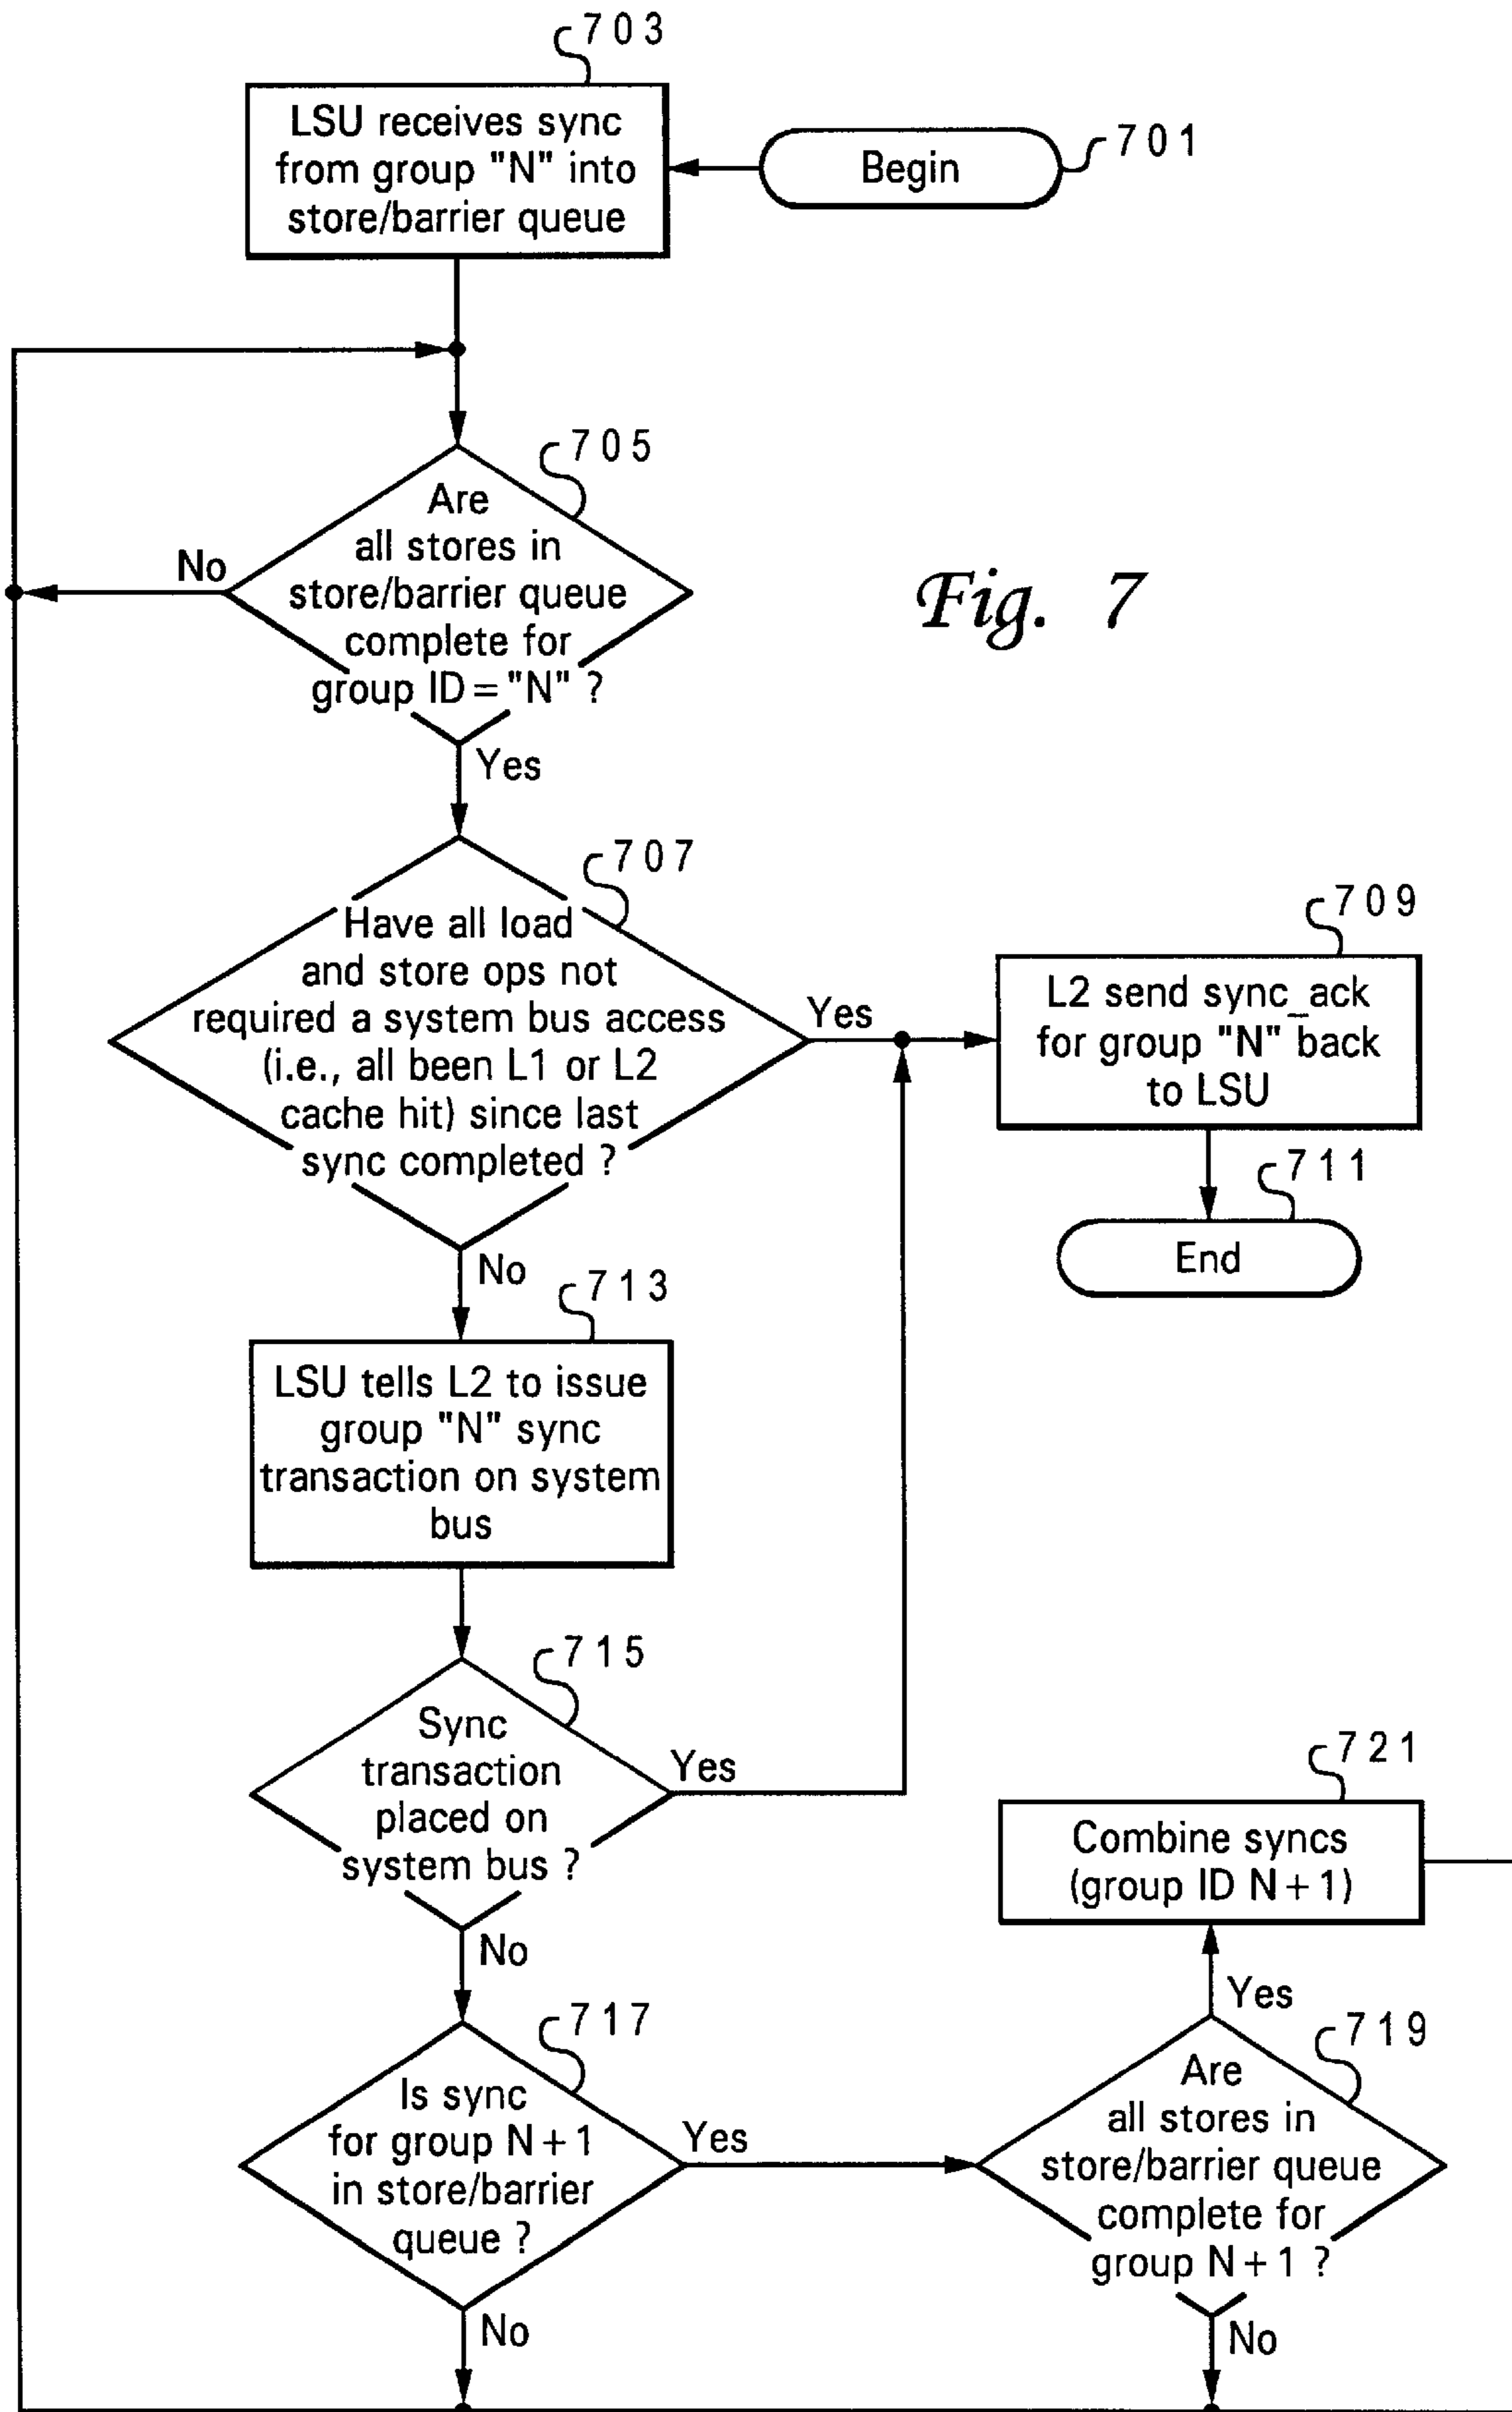 703
LSU receives sync
from group "N" into
store/barrier queue
Begin
701
705
Are
all stores in
store/barrier queue
complete for
group ID = "N" ?
No
Fig. 7
Yes
707
Have all load
and store ops not
required a system bus access
(i.e., all been L1 or L2
cache hit) since last
sync completed ?
Yes
709
L2 send sync_ack
for group "N" back
to LSU
711
End
No
713
LSU tells L2 to issue
group "N" sync
transaction on system
bus
715
Sync
transaction
placed on
system bus ?
Yes
No
717
Is sync
for group N+1
in store/barrier
queue ?
Yes
No
721
Combine syncs
(group ID N+1)
Yes
719
Are
all stores in
store/barrier queue
complete for
group N+1 ?
No